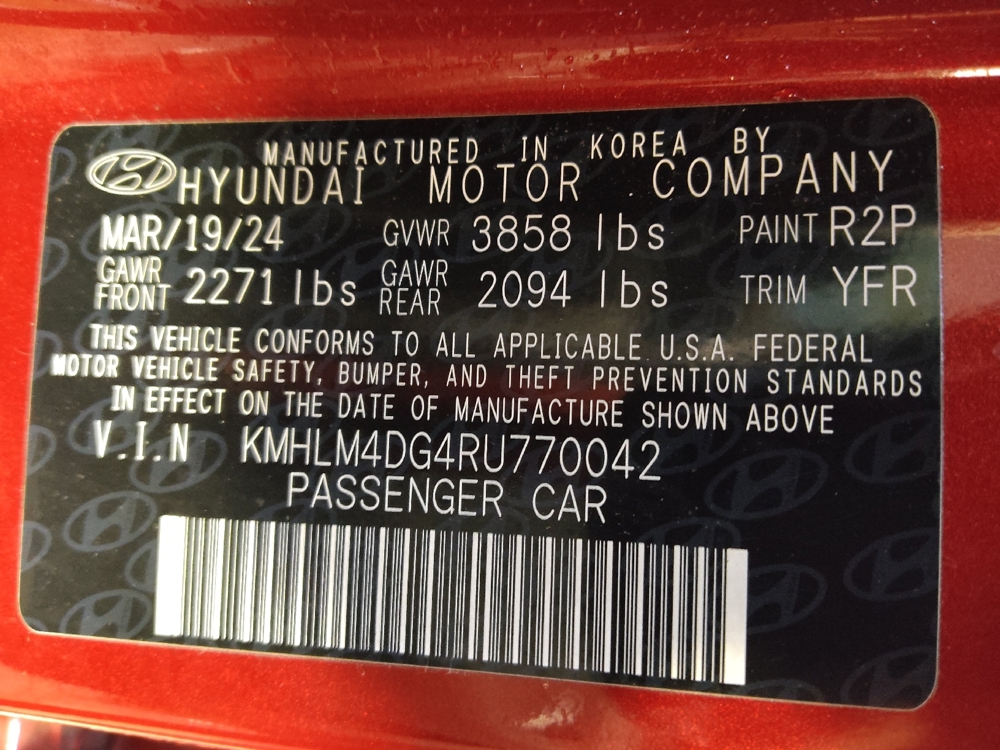 MANUFACTURED IN KOREA BY
HYUNDAI MOTOR COMPANY
MAR/19/24 GVWR 3858 lbs PAINT R2P
GAWR FRONT 2271 lbs GAWR REAR 2094 lbs TRIM YFR
THIS VEHICLE CONFORMS TO ALL APPLICABLE U.S.A. FEDERAL
MOTOR VEHICLE SAFETY, BUMPER, AND THEFT PREVENTION STANDARDS
IN EFFECT ON THE DATE OF MANUFACTURE SHOWN ABOVE
V.I.N KMHLM4DG4RU770042
PASSENGER CAR